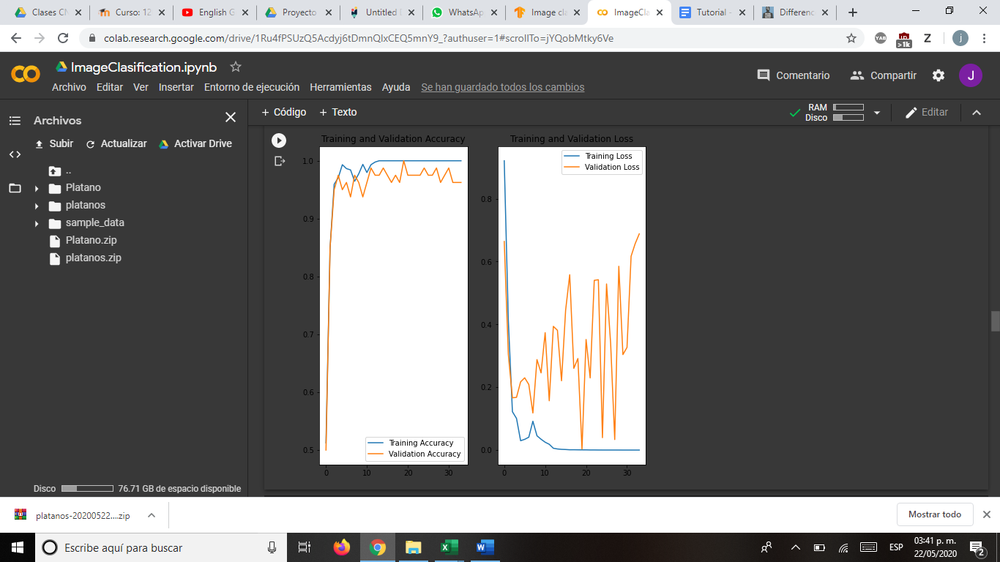 Clases CN
Curso: 12
English G
Proyecto
Untitled
WhatsAp
Image cla
ImageCla
Tutorial -
Differenc
colab.research.google.com/drive/1Ru4fPSUzQ5Acdyj6tDmnQIxCEQ5mnY9_?authuser=1#scrollTo=jYQobMtky6Ve
YAB
>1k
Z
j
ImageClasification.ipynb
Archivo Editar Ver Insertar Entorno de ejecución Herramientas Ayuda Se han guardado todos los cambios
Comentario
Compartir
J
Archivos
+ Código + Texto
RAM
Disco
Editar
Subir Actualizar Activar Drive
..
Platano
platanos
sample_data
Platano.zip
platanos.zip
Training and Validation Accuracy
1.0
0.9
0.8
0.7
0.6
0.5
Training Accuracy
Validation Accuracy
0 10 20 30
Training and Validation Loss
Training Loss
Validation Loss
0.8
0.6
0.4
0.2
0.0
0 10 20 30
Disco 76.71 GB de espacio disponible
platanos-20200522....zip
Mostrar todo
Escribe aquí para buscar
ESP
03:41 p. m.
22/05/2020
2